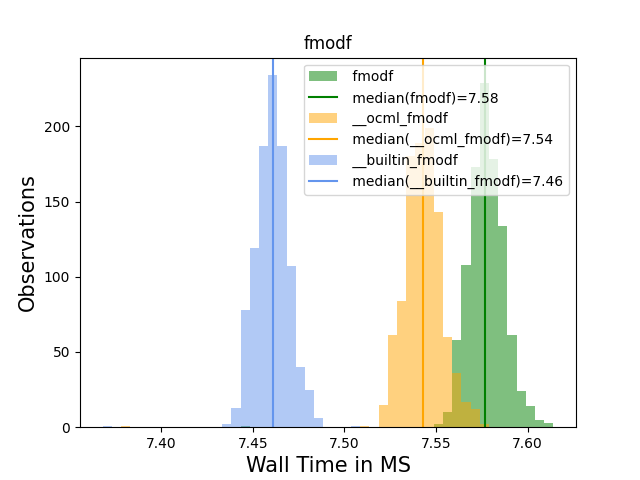 fmodf
fmodf
median(fmodf)=7.58
__ocml_fmodf
median(__ocml_fmodf)=7.54
__builtin_fmodf
median(__builtin_fmodf)=7.46
Observations
200
150
100
50
0
7.40 7.45 7.50 7.55 7.60
Wall Time in MS